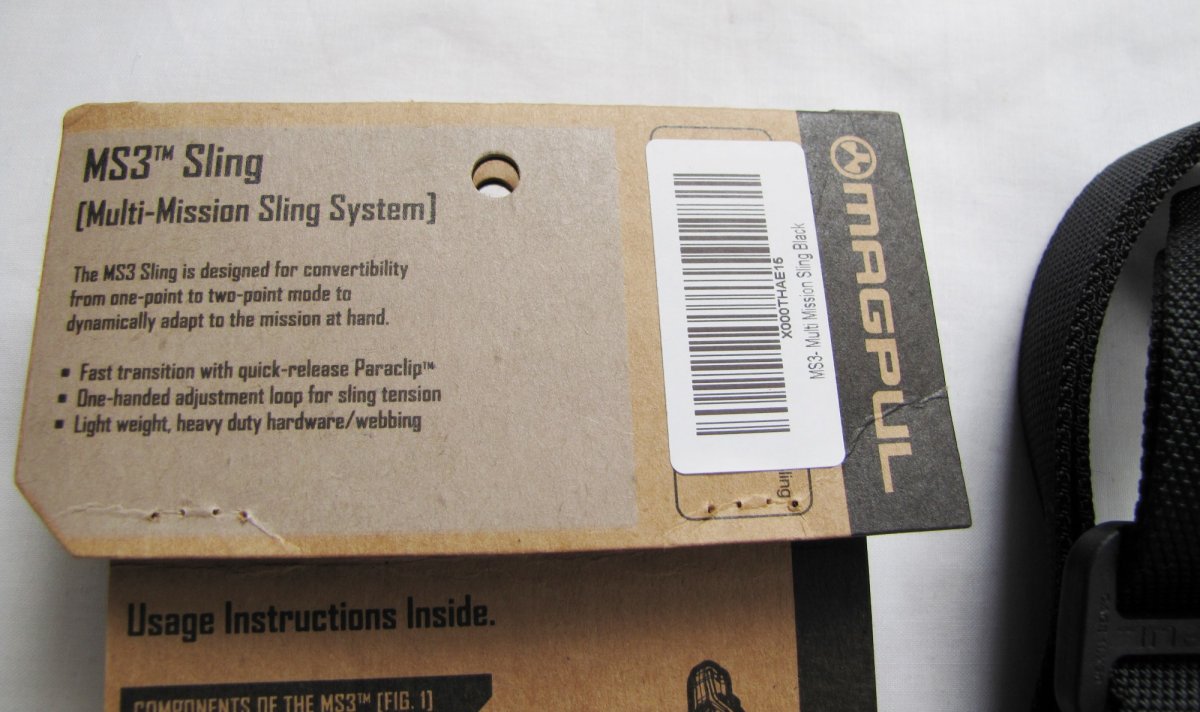 MS3™ Sling
[Multi-Mission Sling System]
The MS3 Sling is designed for convertibility
from one-point to two-point mode to
dynamically adapt to the mission at hand.
▪ Fast transition with quick-release Paraclip™
▪ One-handed adjustment loop for sling tension
▪ Light weight, heavy duty hardware/webbing
X000THAE15
MS3- Multi Mission Sling Black
ling
MAGPUL
Usage Instructions Inside.
COMPONENTS OF THE MS3™ [FIG. 1]